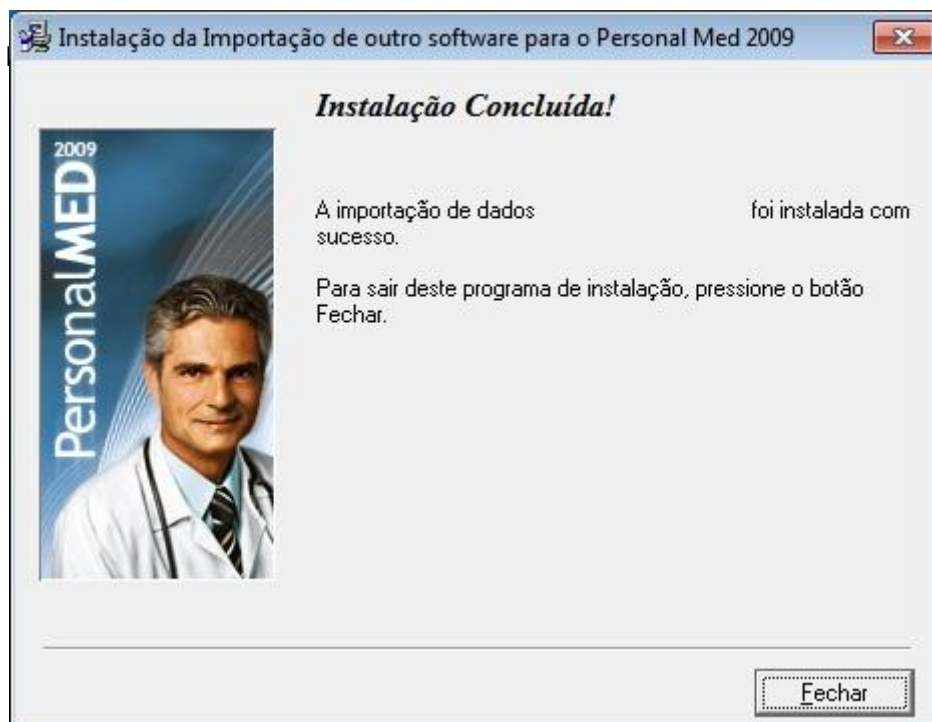 Instalação da Importação de outro software para o Personal Med 2009
Instalação Concluída!
2009
PersonalMED
A importação de dados foi instalada com
sucesso.
Para sair deste programa de instalação, pressione o botão
Fechar.
Fechar